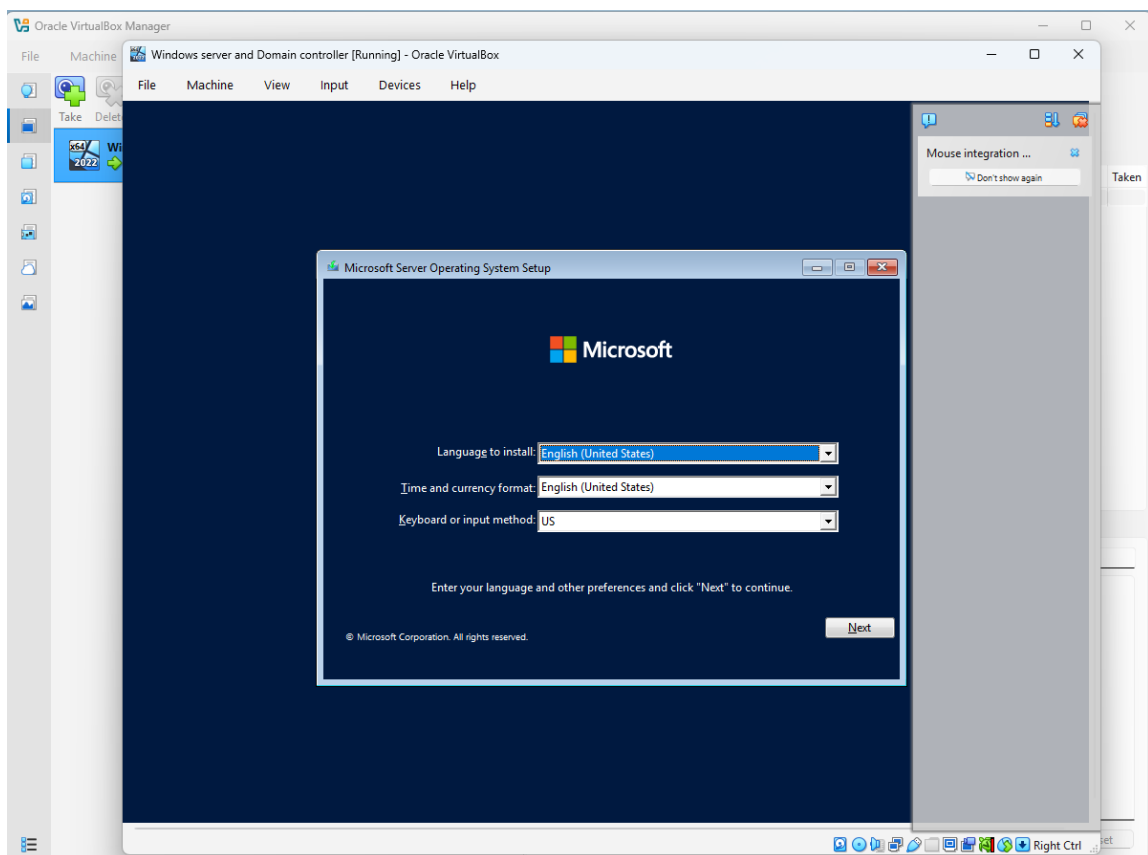 Oracle VirtualBox Manager
File Machine
Windows server and Domain controller [Running] - Oracle VirtualBox
File Machine View Input Devices Help
Take Delet
x64 Wi
2022
Mouse integration ...
Don't show again
Taken
Microsoft Server Operating System Setup
Microsoft
Language to install: English (United States)
Time and currency format: English (United States)
Keyboard or input method: US
Enter your language and other preferences and click "Next" to continue.
Next
© Microsoft Corporation. All rights reserved.
Right Ctrl
set